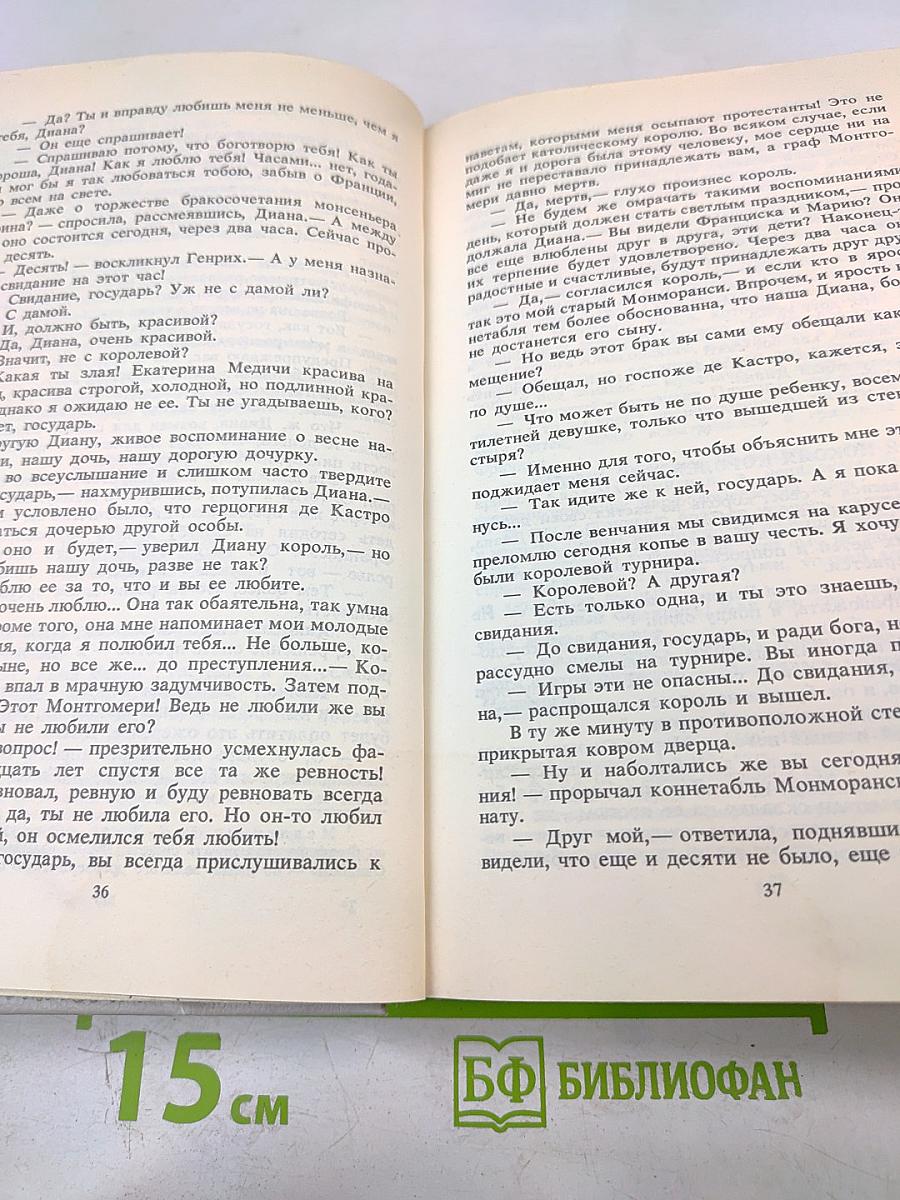 — Да? Ты и вправду любишь меня не меньше, чем я
тебя, Диана?
— Он еще спрашивает!
— Спрашиваю потому, что боготворю тебя! Как ты
ороша, Диана! Как я люблю тебя! Часами... нет, года-
и мог бы я так любоваться тобою, забыв о Франции,
о всем на свете.
— Даже о торжестве бракосочетания монсеньера
фина? — спросила, рассмеявшись, Диана.— А между
оно состоится сегодня, через два часа. Сейчас про-
десять.
— Десять! — воскликнул Генрих.— А у меня назна-
свидание на этот час!
Свидание, государь? Уж не с дамой ли?
С дамой.
И, должно быть, красивой?
Да, Диана, очень красивой.
Значит, не с королевой?
Какая ты злая! Екатерина Медичи красива на
, красива строгой, холодной, но подлинной кра-
днако я ожидаю не ее. Ты не угадываешь, кого?
ет, государь.
ругую Диану, живое воспоминание о весне на-
и, нашу дочь, нашу дорогую дочурку.
во всеуслышание и слишком часто твердите
осударь,— нахмурившись, потупилась Диана.—
м условлено было, что герцогиня де Кастро
аться дочерью другой особы.
оно и будет,— уверил Диану король,— но
бишь нашу дочь, разве не так?
блю ее за то, что и вы ее любите.
очень люблю... Она так обаятельна, так умна
роме того, она мне напоминает мои молодые
ня, когда я полюбил тебя... Не больше, ко-
ыне, но все же... до преступления...— Ко-
впал в мрачную задумчивость. Затем под-
Этот Монтгомери! Ведь не любили же вы
ы не любили его?
вопрос! — презрительно усмехнулась фа-
дцать лет спустя все та же ревность!
вновал, ревную и буду ревновать всегда
да, ты не любила его. Но он-то любил
й, он осмелился тебя любить!
государь, вы всегда прислушивались к
36
наветам, которыми меня осыпают протестанты! Это не
подобает католическому королю. Во всяком случае, если
даже я и дорога была этому человеку, мое сердце ни на
миг не переставало принадлежать вам, а граф Монтго-
мери давно мертв.
— Да, мертв,— глухо произнес король.
— Не будем же омрачать такими воспоминаниями
день, который должен стать светлым праздником,— про-
должала Диана.— Вы видели Франциска и Марию? Он
все еще влюблены друг в друга, эти дети? Наконец-т
их терпение будет удовлетворено. Через два часа он
радостные и счастливые, будут принадлежать друг дру
— Да,— согласился король,— и если кто в ярос
так это мой старый Монморанси. Впрочем, и ярость к
нетабля тем более обоснованна, что наша Диана, бо
не достанется его сыну.
— Но ведь этот брак вы сами ему обещали как
мещение?
— Обещал, но госпоже де Кастро, кажется, э
по душе...
— Что может быть не по душе ребенку, восем
тилетней девушке, только что вышедшей из стен
стыря?
— Именно для того, чтобы объяснить мне эт
поджидает меня сейчас.
— Так идите же к ней, государь. А я пока
нусь...
— После венчания мы свидимся на карусе
преломлю сегодня копье в вашу честь. Я хочу
были королевой турнира.
— Королевой? А другая?
— Есть только одна, и ты это знаешь,
свидания.
— До свидания, государь, и ради бога, н
рассудно смелы на турнире. Вы иногда п
— Игры эти не опасны... До свидания,
на,— распрощался король и вышел.
В ту же минуту в противоположной сте
прикрытая ковром дверца.
— Ну и наболтались же вы сегодня
ния! — прорычал коннетабль Монморанс
нату.
— Друг мой,— ответила, поднявши
видели, что еще и десяти не было, еще
37
15 см
БФ БИБЛИОФАН